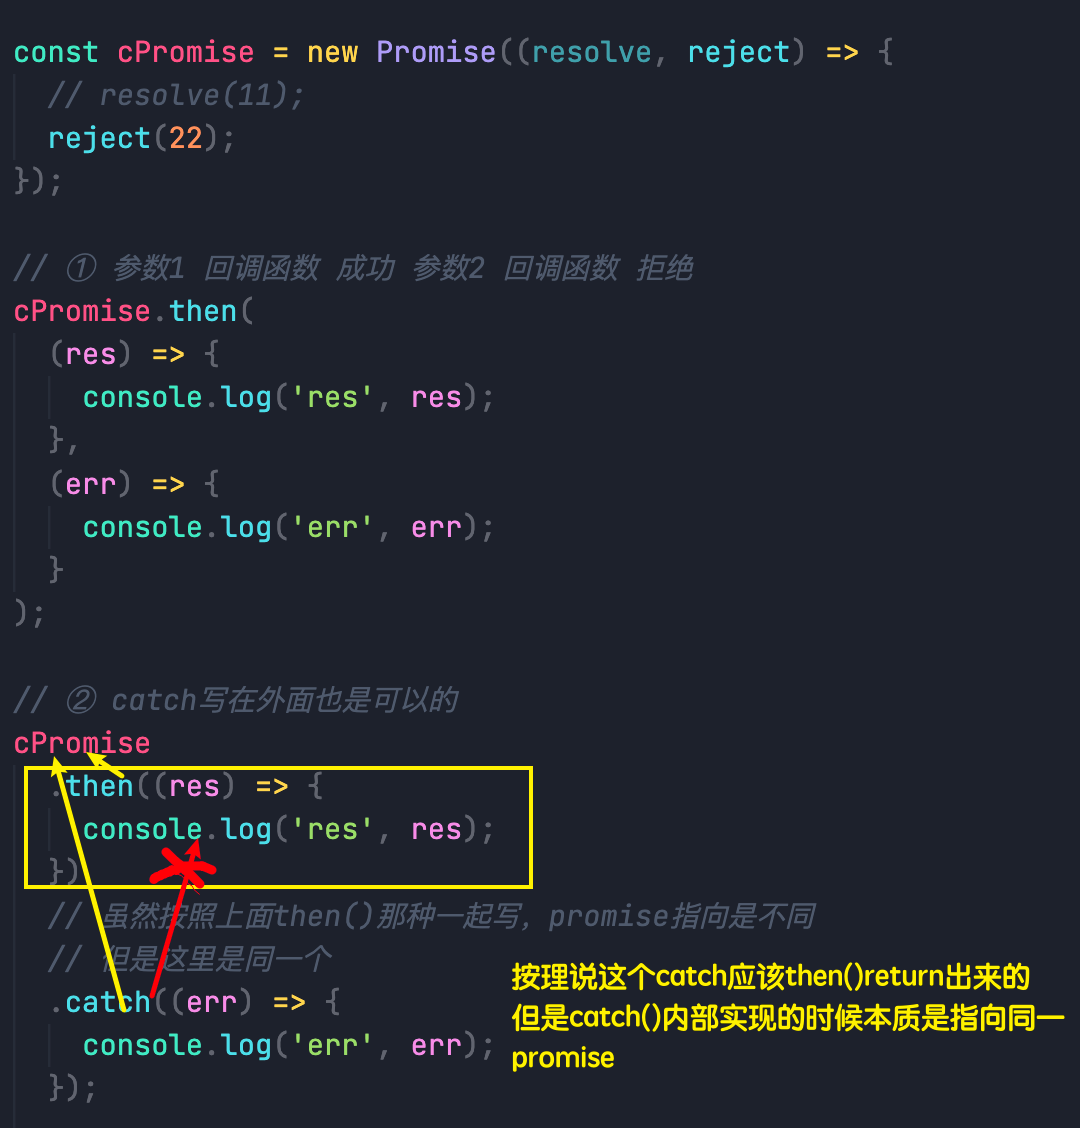 const cPromise = new Promise((resolve, reject) => {
  // resolve(11);
  reject(22);
});
// ① 参数1 回调函数 成功 参数2 回调函数 拒绝
cPromise.then(
  (res) => {
    console.log('res', res);
  },
  (err) => {
    console.log('err', err);
  }
);
// ② catch写在外面也是可以的
cPromise
  .then((res) => {
    console.log('res', res);
  })
  // 虽然按照上面then()那种一起写，promise指向是不同
  // 但是这里是同一个
  .catch((err) => {
    console.log('err', err);
  });
按理说这个catch应该then()return出来的
但是catch()内部实现的时候本质是指向同一
promise